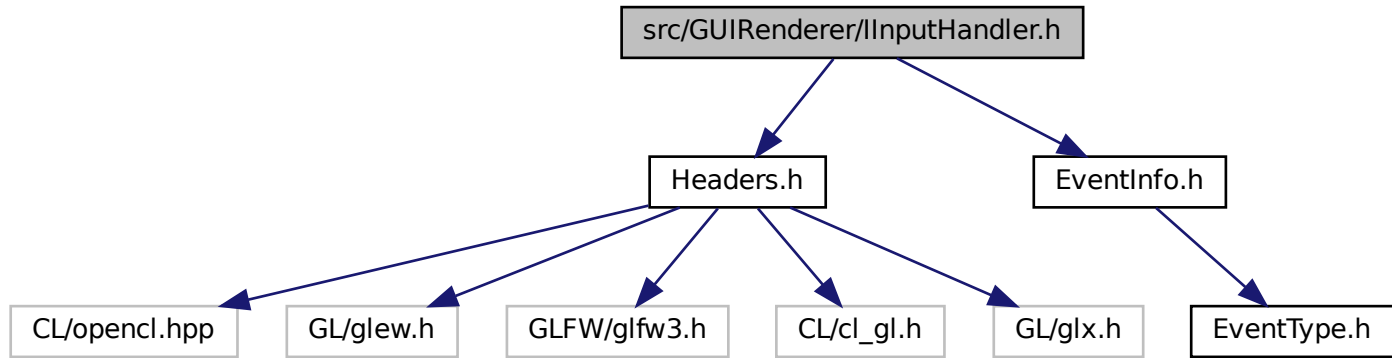 src/GUIRenderer/IInputHandler.h
Headers.h
EventInfo.h
CL/opencl.hpp
GL/glew.h
GLFW/glfw3.h
CL/cl_gl.h
GL/glx.h
EventType.h